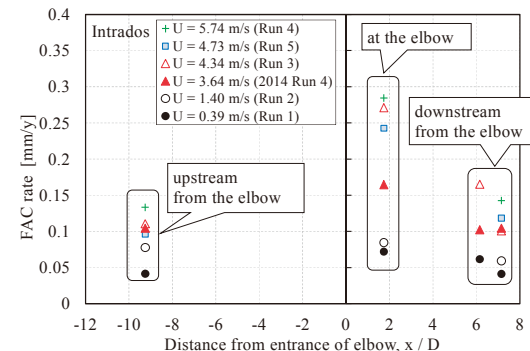 0.4
0.35
0.3
0.25
0.2
0.15
0.1
0.05
0
FAC rate [mm/y]
Intrados
U = 5.74 m/s (Run 4)
U = 4.73 m/s (Run 5)
U = 4.34 m/s (Run 3)
U = 3.64 m/s (2014 Run 4)
U = 1.40 m/s (Run 2)
U = 0.39 m/s (Run 1)
at the elbow
downstream
from the elbow
upstream
from the elbow
-12 -10 -8 -6 -4 -2 0 2 4 6 8
Distance from entrance of elbow, x / D